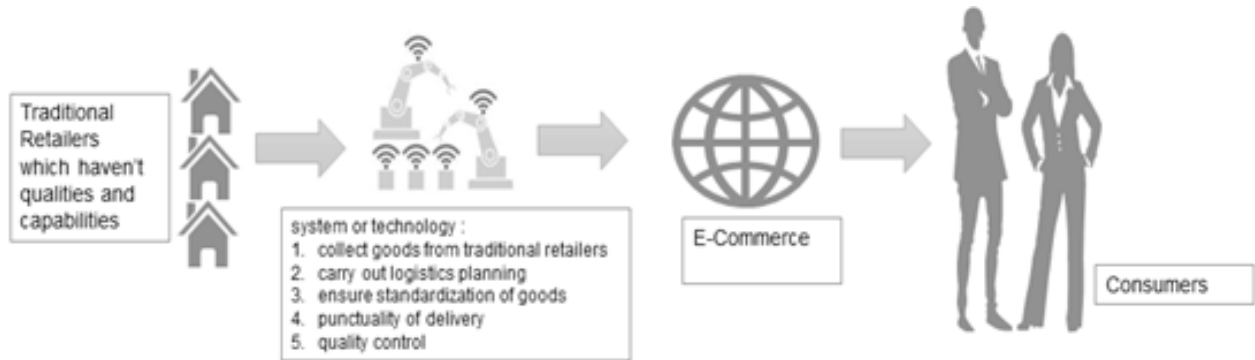 Traditional
Retailers
which haven't
qualities and
capabilities
system or technology :
1. collect goods from traditional retailers
2. carry out logistics planning
3. ensure standardization of goods
4. punctuality of delivery
5. quality control
E-Commerce
Consumers